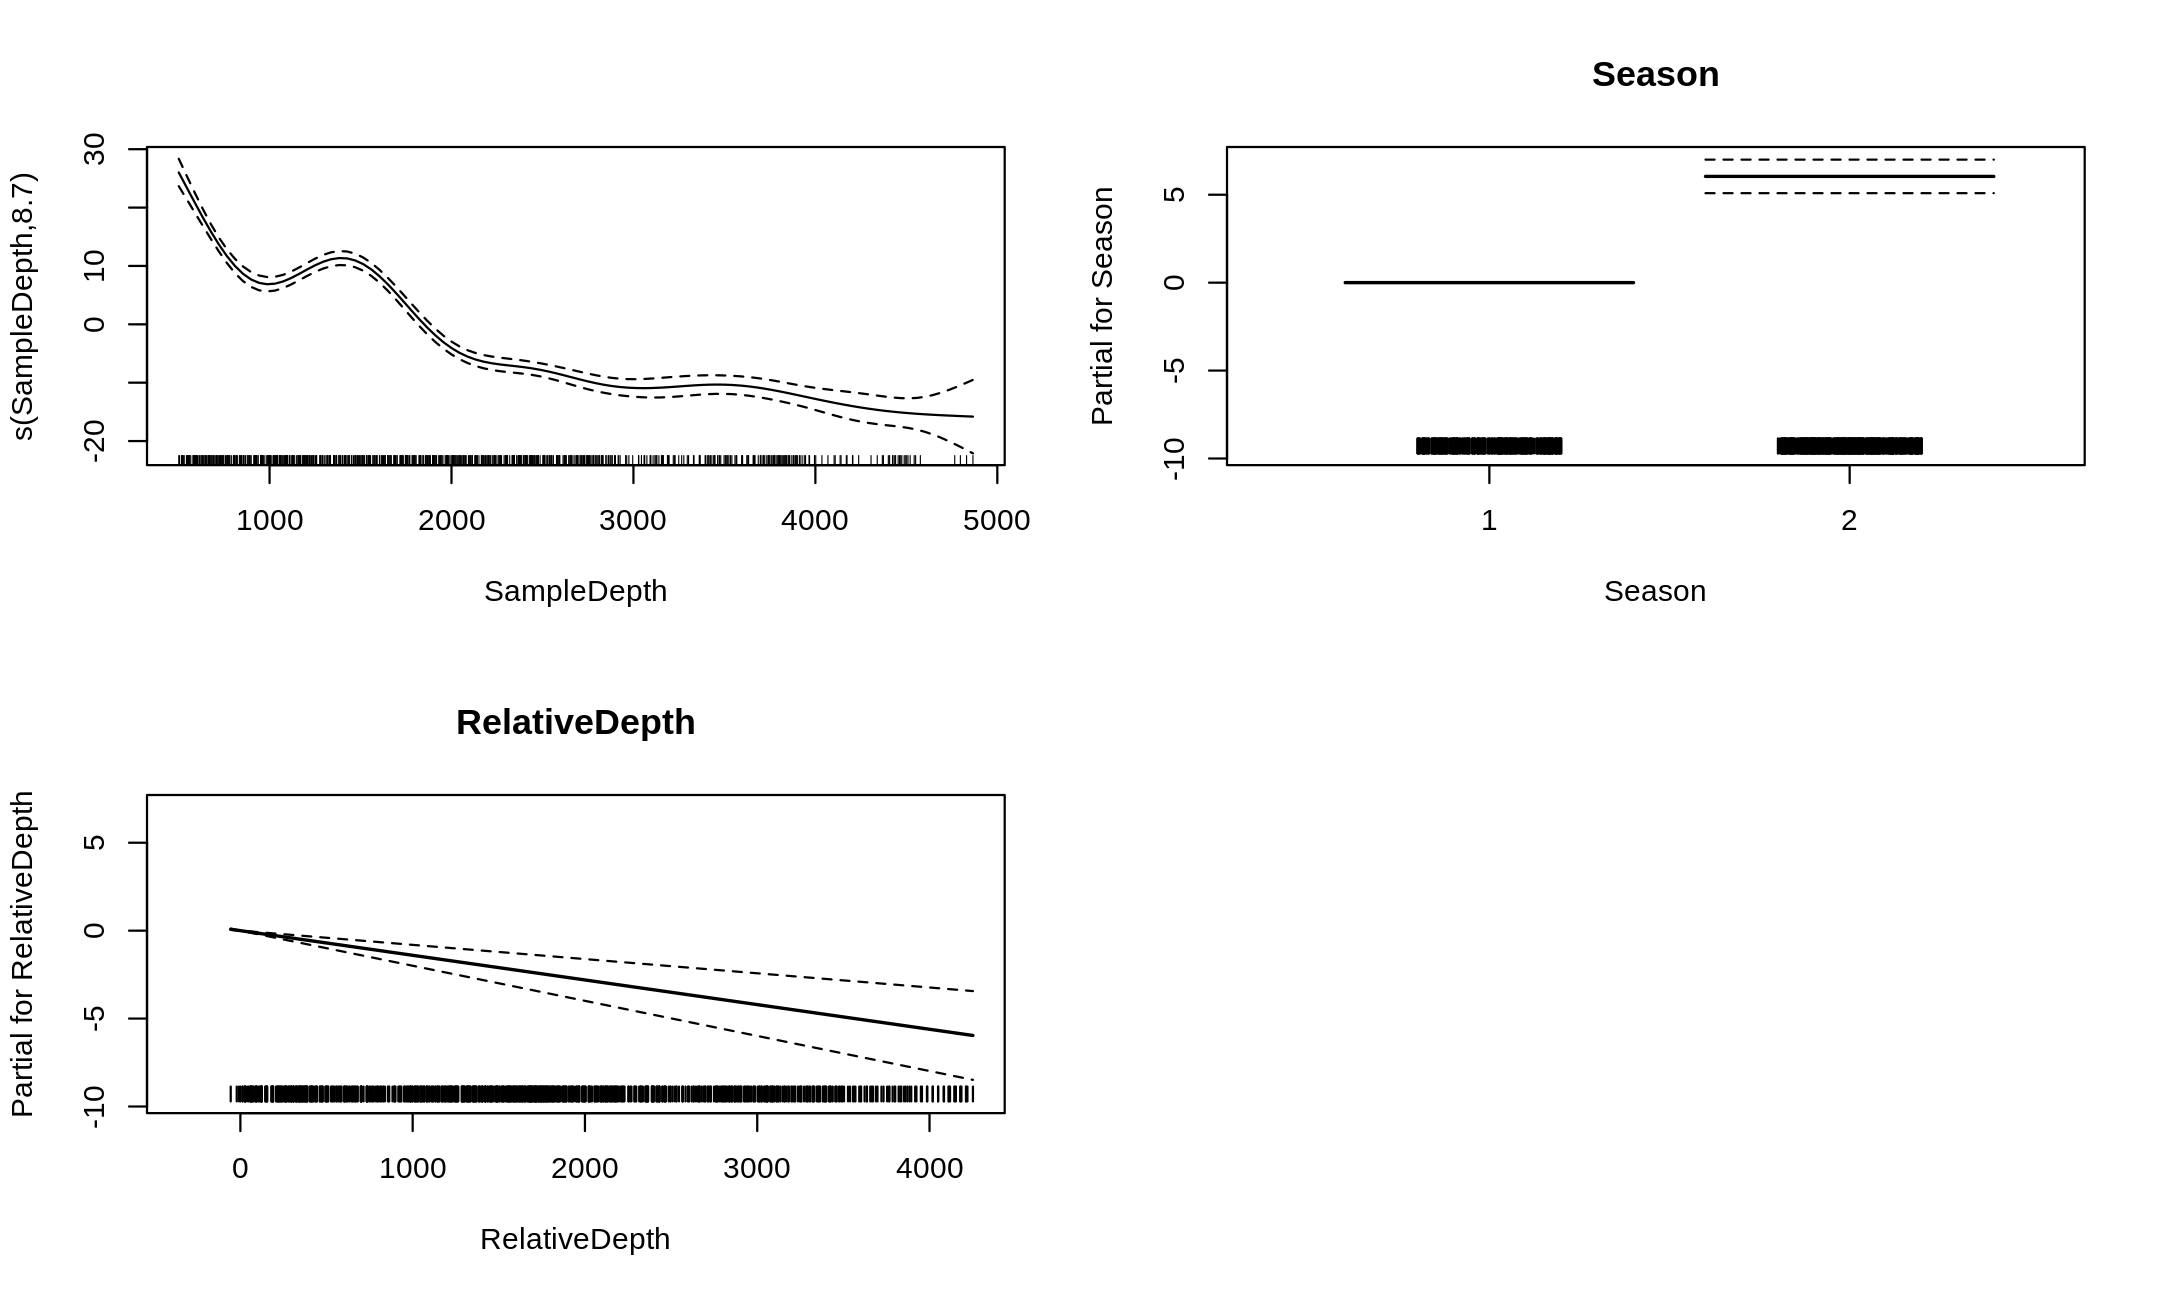 s(SampleDepth,8.7)
30
10
0
-20
1000 2000 3000 4000 5000
SampleDepth
Season
Partial for Season
5
0
-5
-10
1 2
Season
RelativeDepth
Partial for RelativeDepth
5
0
-5
-10
0 1000 2000 3000 4000
RelativeDepth